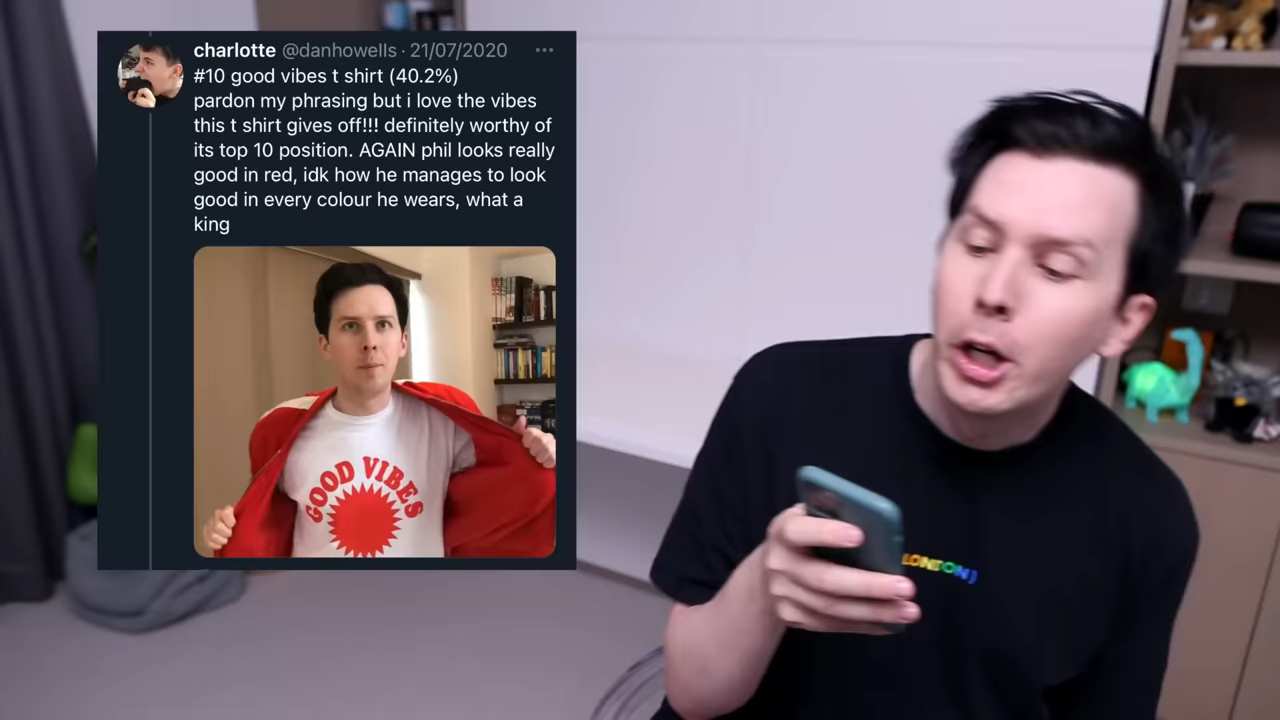 charlotte @danhowells · 21/07/2020 ···
#10 good vibes t shirt (40.2%)
pardon my phrasing but i love the vibes
this t shirt gives off!!! definitely worthy of
its top 10 position. AGAIN phil looks really
good in red, idk how he manages to look
good in every colour he wears, what a
king
GOOD VIBES
LONDON)